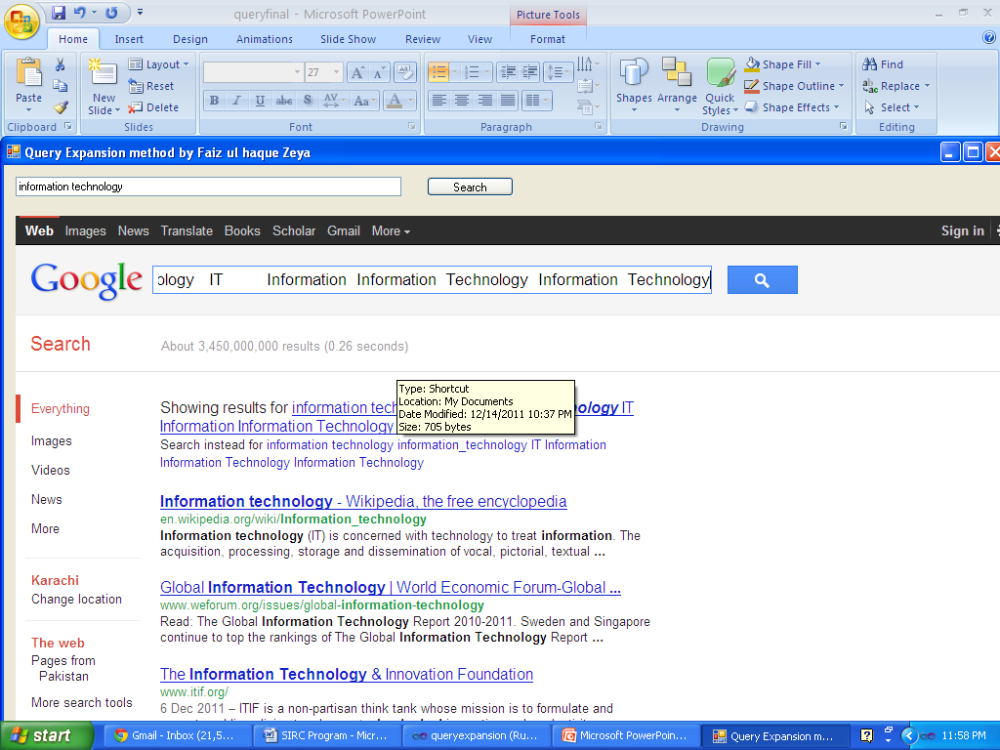 queryfinal - Microsoft PowerPoint
Picture Tools
Home Insert Design Animations Slide Show Review View Format
Paste
Clipboard
New Slide
Layout
Reset
Delete
Slides
27
B I U abe S AV Aa A
Font
Paragraph
Shapes Arrange Quick Styles
Shape Fill
Shape Outline
Shape Effects
Drawing
Find
Replace
Select
Editing
Query Expansion method by Faiz ul haque Zeya
information technology
Search
Web Images News Translate Books Scholar Gmail More
Sign in
Google
ology IT Information Information Technology Information Technology
Search
About 3,450,000,000 results (0.26 seconds)
Everything
Images
Videos
News
More
Karachi
Change location
The web
Pages from
Pakistan
More search tools
Type: Shortcut
Location: My Documents
Date Modified: 12/14/2011 10:37 PM
Size: 705 bytes
Showing results for information tech nology IT
Information Information Technology
Search instead for information technology information_technology IT Information
Information Technology Information Technology
Information technology - Wikipedia, the free encyclopedia
en.wikipedia.org/wiki/Information_technology
Information technology (IT) is concerned with technology to treat information. The
acquisition, processing, storage and dissemination of vocal, pictorial, textual ...
Global Information Technology | World Economic Forum-Global ...
www.weforum.org/issues/global-information-technology
Read: The Global Information Technology Report 2010-2011. Sweden and Singapore
continue to top the rankings of The Global Information Technology Report ...
The Information Technology & Innovation Foundation
www.itif.org/
6 Dec 2011 – ITIF is a non-partisan think tank whose mission is to formulate and
start
Gmail - Inbox (21,5...
SIRC Program - Micr...
queryexpansion (Ru...
Microsoft PowerPoin...
Query Expansion m...
11:58 PM